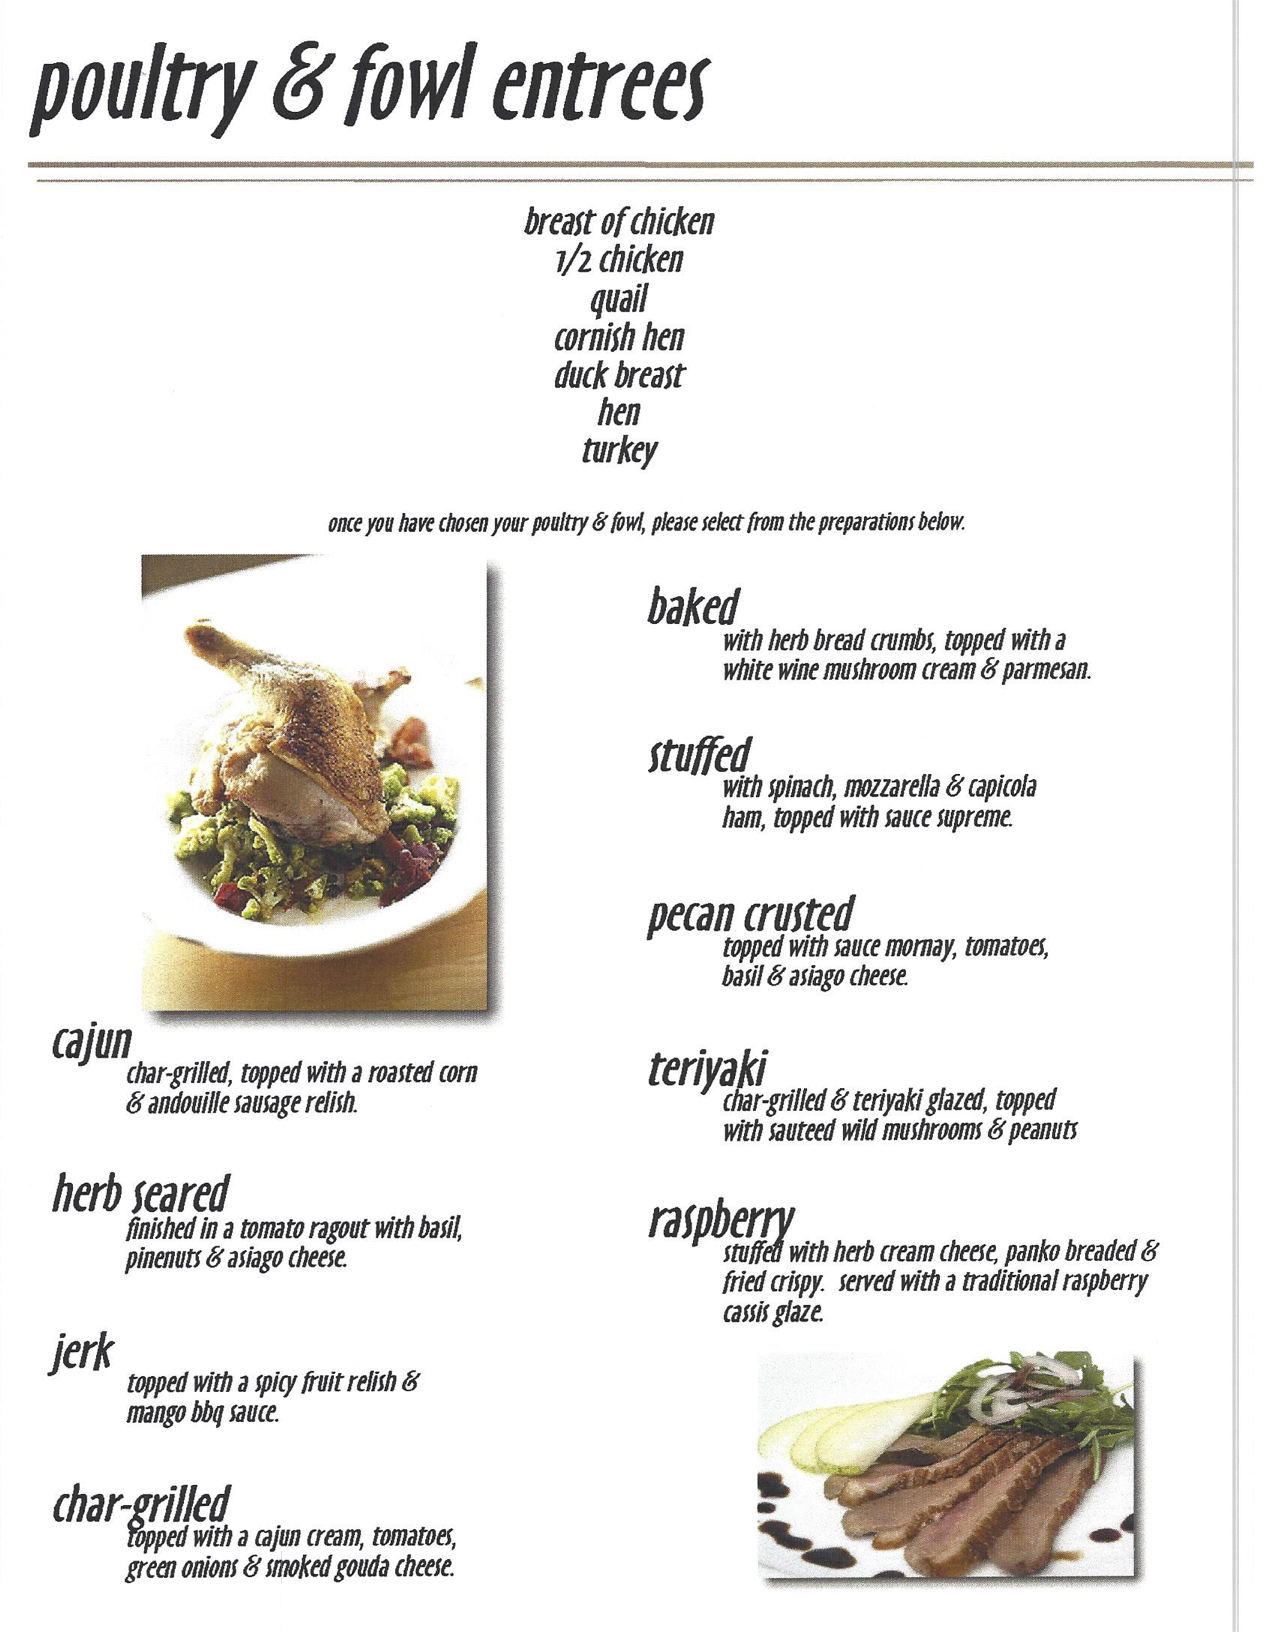 poultry & fowl entrees
breast of chicken
1/2 chicken
quail
cornish hen
duck breast
hen
turkey
once you have chosen your poultry & fowl, please select from the preparations below.
cajun
char-grilled, topped with a roasted corn
& andouille sausage relish.
herb seared
finished in a tomato ragout with basil,
pinenuts & asiago cheese.
jerk
topped with a spicy fruit relish &
mango bbq sauce.
char-grilled
topped with a cajun cream, tomatoes,
green onions & smoked gouda cheese.
baked
with herb bread crumbs, topped with a
white wine mushroom cream & parmesan.
stuffed
with spinach, mozzarella & capicola
ham, topped with sauce supreme.
pecan crusted
topped with sauce mornay, tomatoes,
basil & asiago cheese.
teriyaki
char-grilled & teriyaki glazed, topped
with sauteed wild mushrooms & peanuts
raspberry
stuffed with herb cream cheese, panko breaded &
fried crispy. served with a traditional raspberry
cassis glaze.